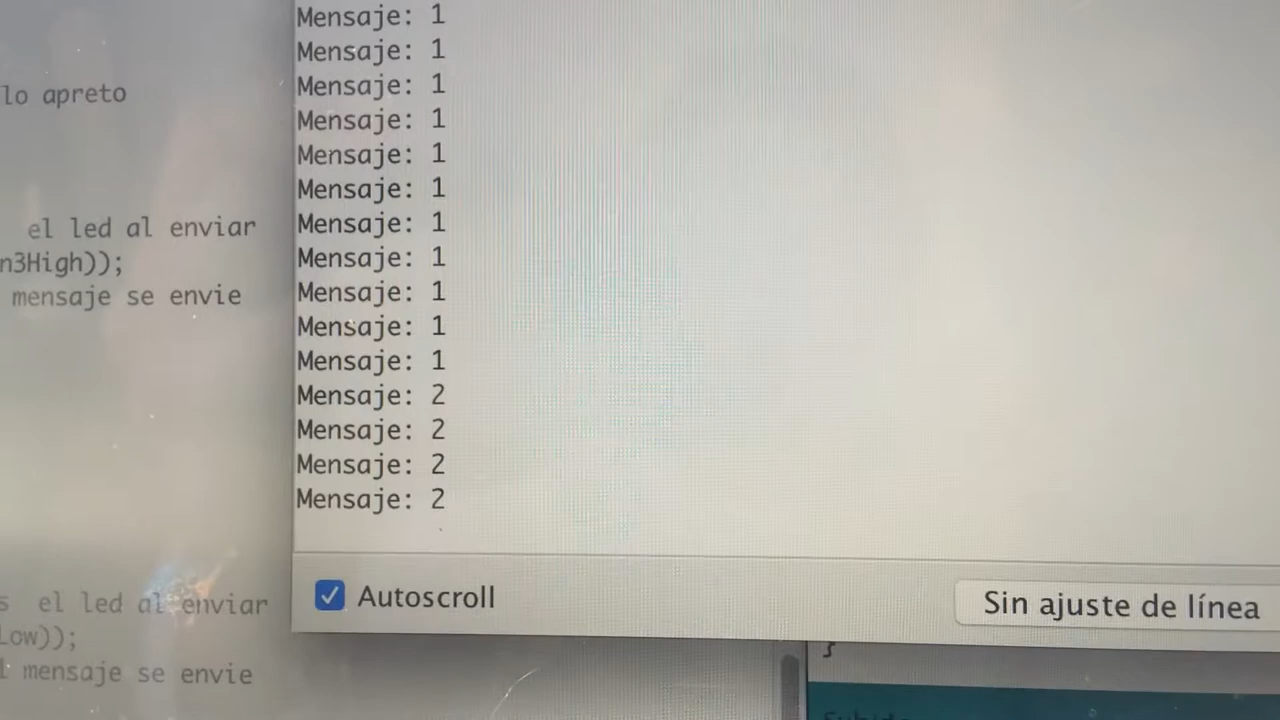 lo apreto
el led al enviar
n3High));
mensaje se envie
el led al enviar
Low));
mensaje se envie
Mensaje: 1
Mensaje: 1
Mensaje: 1
Mensaje: 1
Mensaje: 1
Mensaje: 1
Mensaje: 1
Mensaje: 1
Mensaje: 1
Mensaje: 1
Mensaje: 1
Mensaje: 2
Mensaje: 2
Mensaje: 2
Mensaje: 2
Autoscroll
Sin ajuste de línea
}